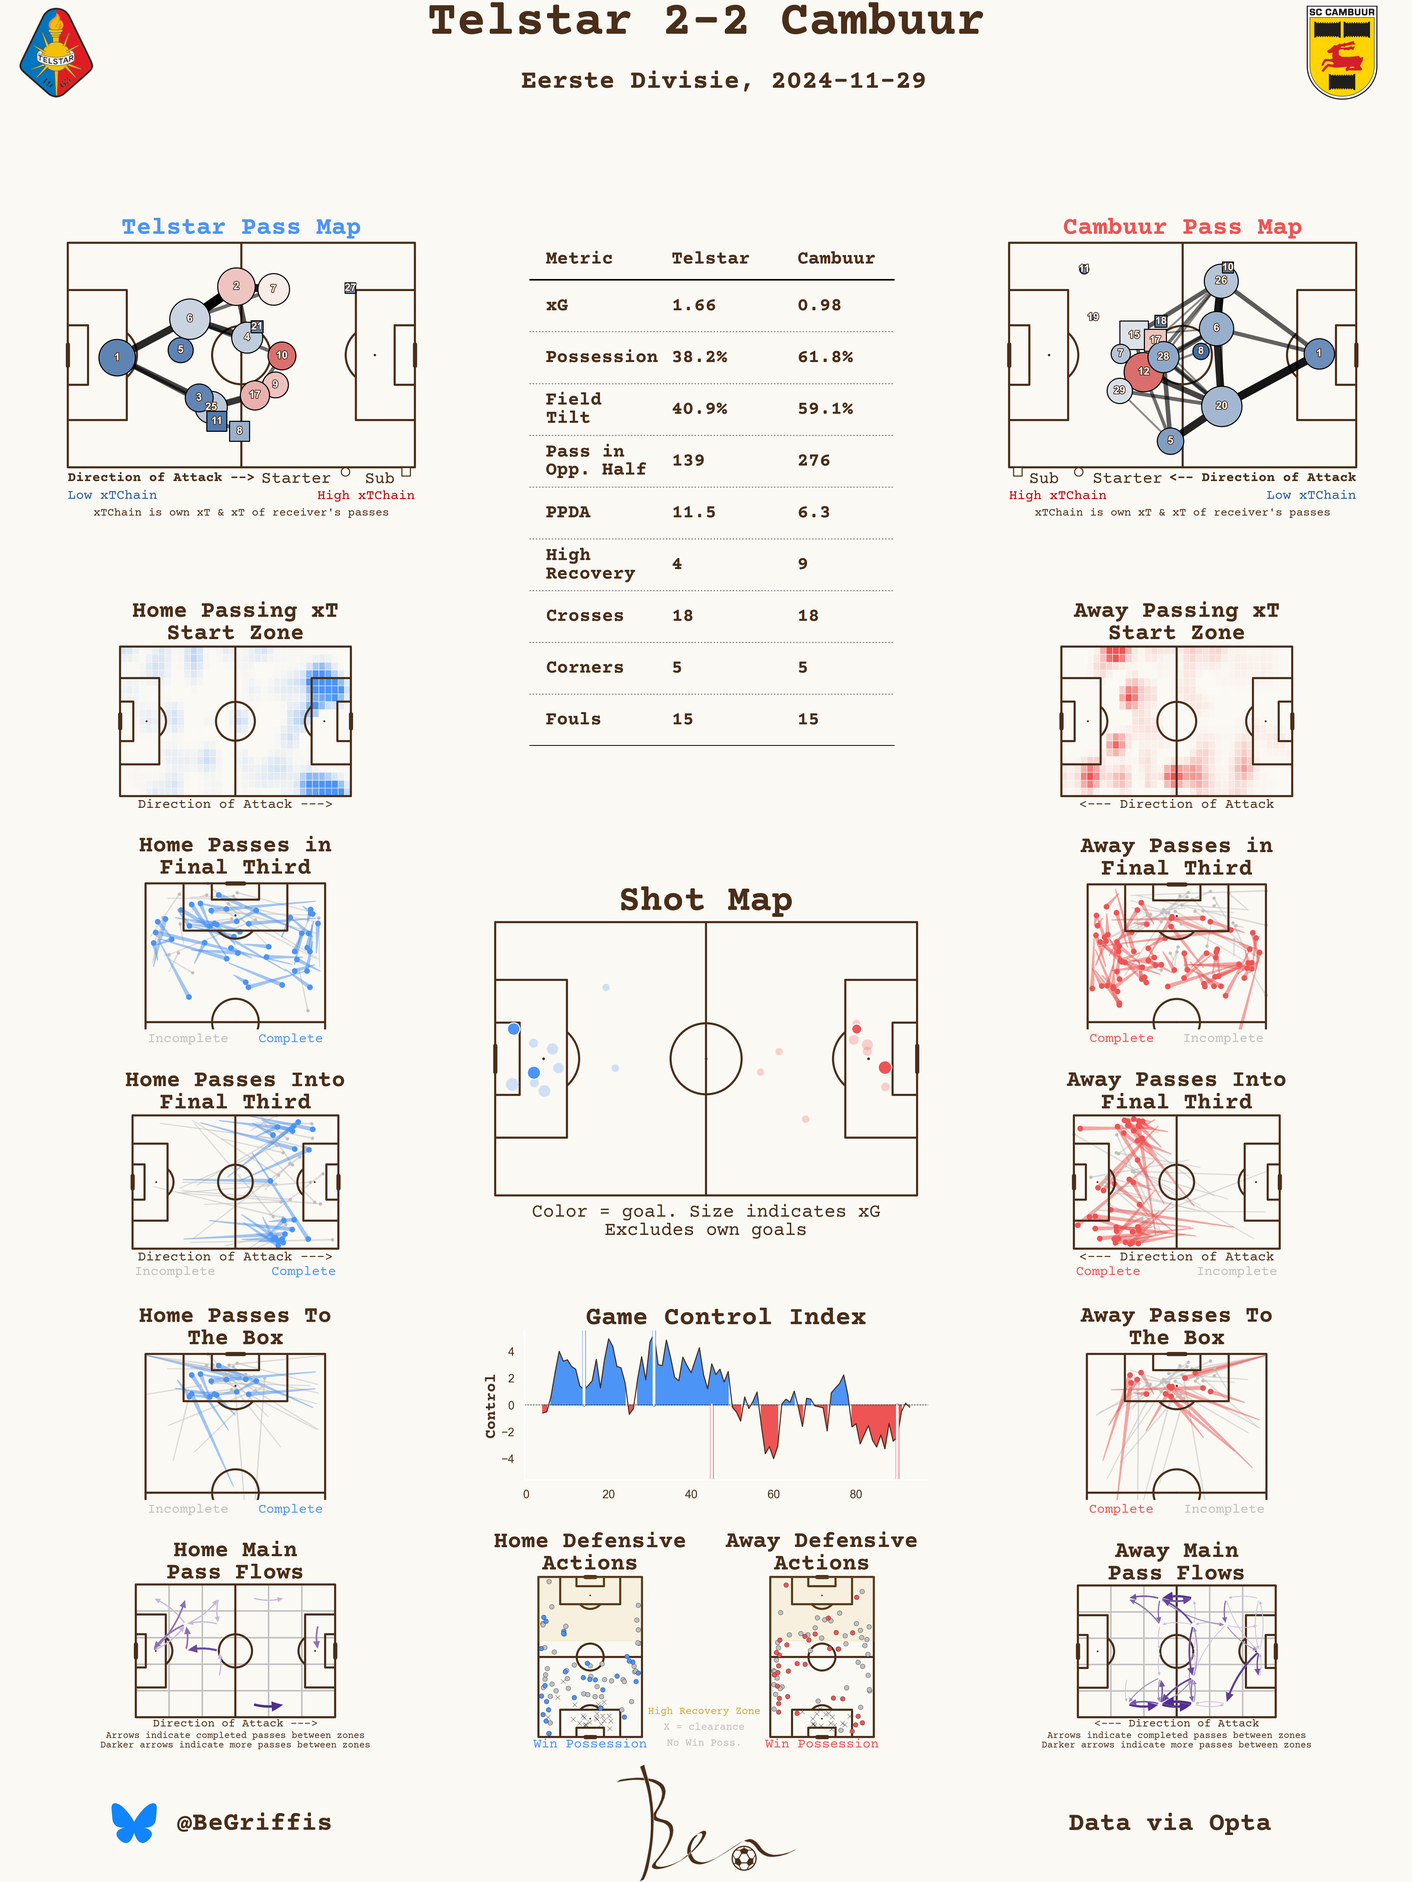 Telstar 2-2 Cambuur
Eerste Divisie, 2024-11-29
TELSTAR
SC CAMBUUR
Telstar Pass Map
1
2
7
6
5
4
21
10
9
17
3
25
11
8
27
Direction of Attack --> Starter Sub
Low xTChain High xTChain
xTChain is own xT & xT of receiver's passes
Metric Telstar Cambuur
xG 1.66 0.98
Possession 38.2% 61.8%
Field
Tilt 40.9% 59.1%
Pass in
Opp. Half 139 276
PPDA 11.5 6.3
High
Recovery 4 9
Crosses 18 18
Corners 5 5
Fouls 15 15
Cambuur Pass Map
11
10
26
19
18
15
17
6
7
28
8
1
12
29
20
5
Sub Starter <-- Direction of Attack
High xTChain Low xTChain
xTChain is own xT & xT of receiver's passes
Home Passing xT
Start Zone
Direction of Attack --->
Away Passing xT
Start Zone
<--- Direction of Attack
Home Passes in
Final Third
Incomplete Complete
Away Passes in
Final Third
Complete Incomplete
Shot Map
Color = goal. Size indicates xG
Excludes own goals
Home Passes Into
Final Third
Direction of Attack --->
Incomplete Complete
Away Passes Into
Final Third
<--- Direction of Attack
Complete Incomplete
Home Passes To
The Box
Incomplete Complete
Game Control Index
Control
4
2
0
−2
−4
0 20 40 60 80
Away Passes To
The Box
Complete Incomplete
Home Main
Pass Flows
Direction of Attack --->
Arrows indicate completed passes between zones
Darker arrows indicate more passes between zones
Home Defensive
Actions
Win Possession
Away Defensive
Actions
Win Possession
High Recovery Zone
X = clearance
No Win Poss.
Away Main
Pass Flows
<--- Direction of Attack
Arrows indicate completed passes between zones
Darker arrows indicate more passes between zones
@BeGriffis
Ben
Data via Opta